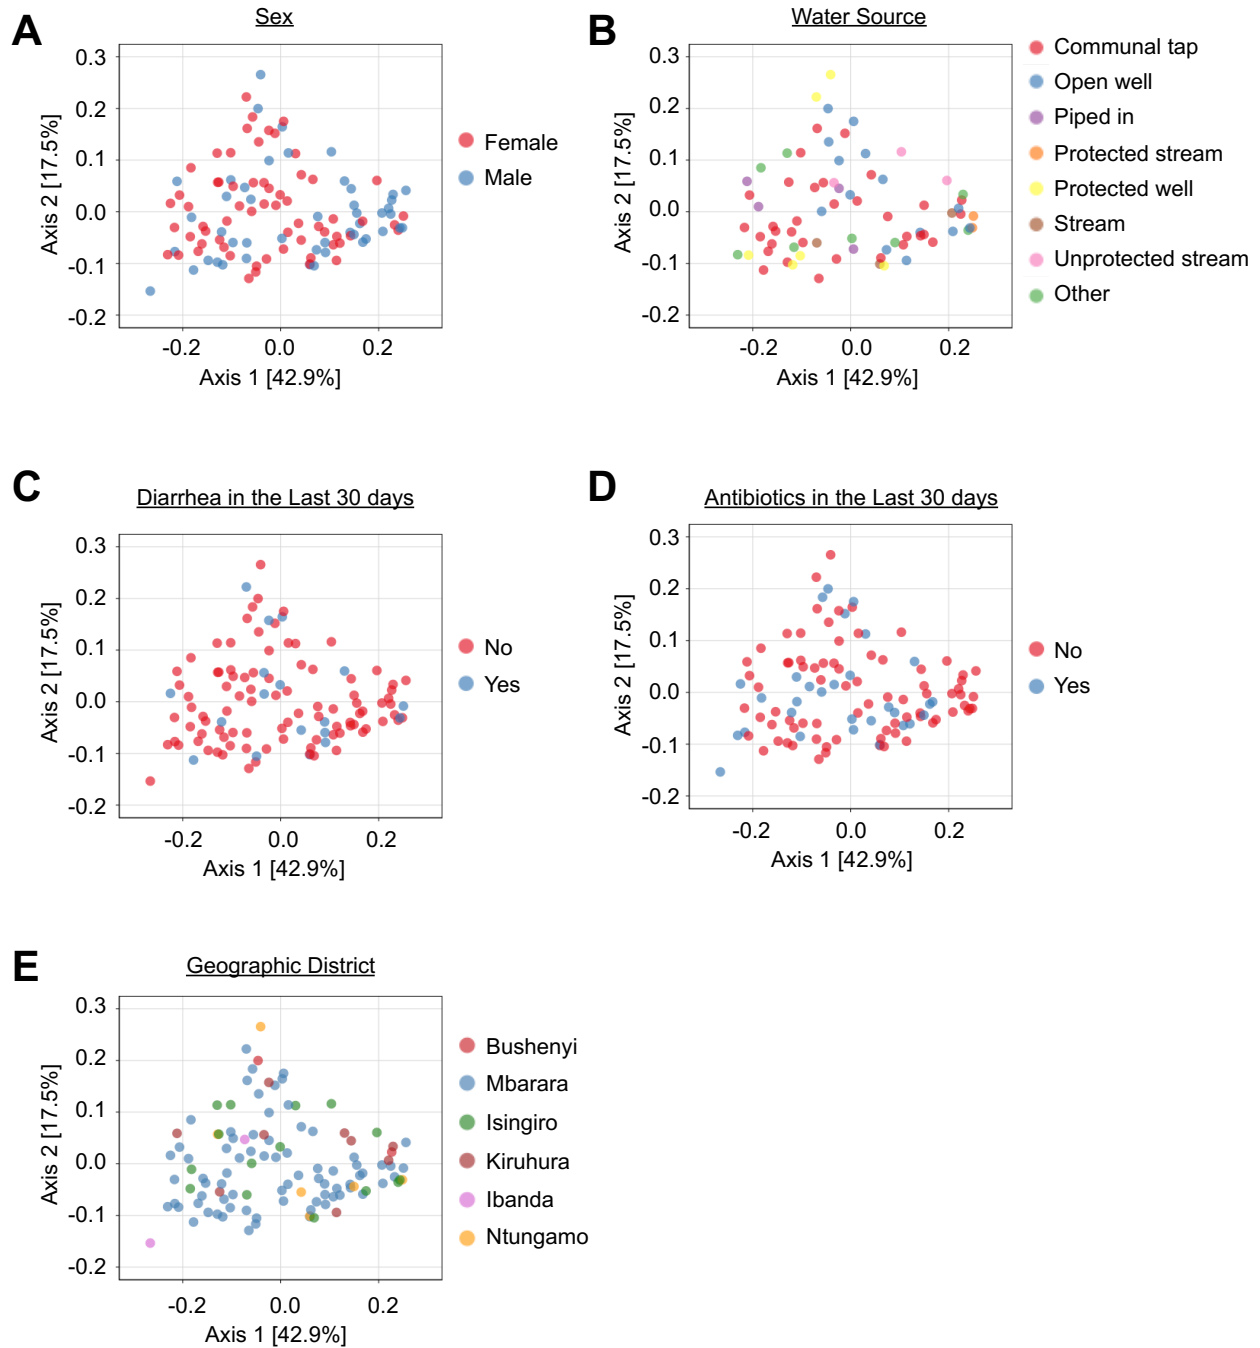 A
Sex
0.3
0.2
0.1
0.0
-0.1
-0.2
Axis 2 [17.5%]
-0.2 0.0 0.2
Axis 1 [42.9%]
Female
Male
B
Water Source
0.3
0.2
0.1
0.0
-0.1
-0.2
Axis 2 [17.5%]
-0.2 0.0 0.2
Axis 1 [42.9%]
Communal tap
Open well
Piped in
Protected stream
Protected well
Stream
Unprotected stream
Other
C
Diarrhea in the Last 30 days
0.3
0.2
0.1
0.0
-0.1
-0.2
Axis 2 [17.5%]
-0.2 0.0 0.2
Axis 1 [42.9%]
No
Yes
D
Antibiotics in the Last 30 days
0.3
0.2
0.1
0.0
-0.1
-0.2
Axis 2 [17.5%]
-0.2 0.0 0.2
Axis 1 [42.9%]
No
Yes
E
Geographic District
0.3
0.2
0.1
0.0
-0.1
-0.2
Axis 2 [17.5%]
-0.2 0.0 0.2
Axis 1 [42.9%]
Bushenyi
Mbarara
Isingiro
Kiruhura
Ibanda
Ntungamo